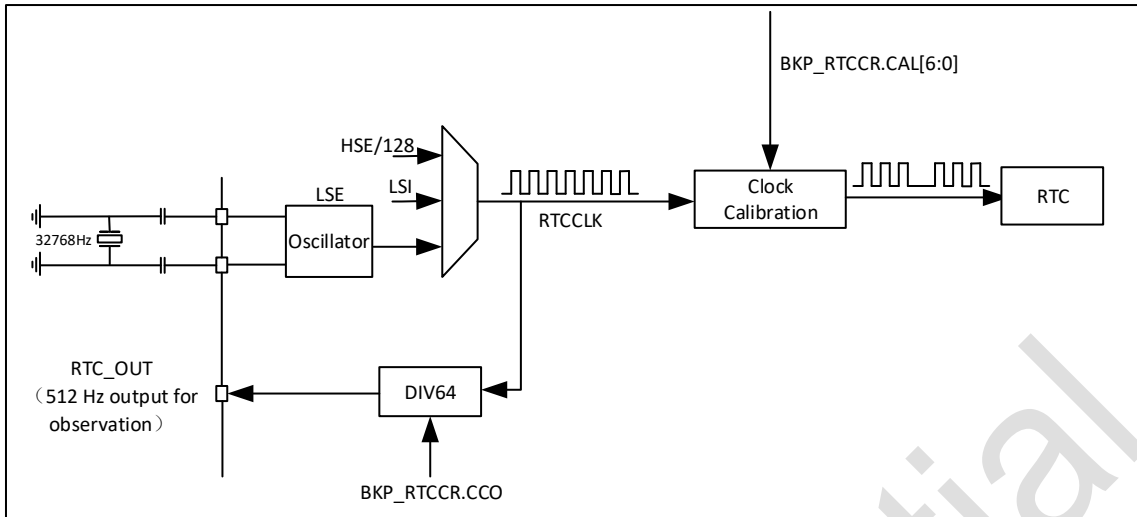 BKP_RTCCR.CAL[6:0]
HSE/128
LSI
LSE
Oscillator
32768Hz
RTCCLK
Clock
Calibration
RTC
RTC_OUT
（512 Hz output for
observation）
DIV64
BKP_RTCCR.CCO
tial